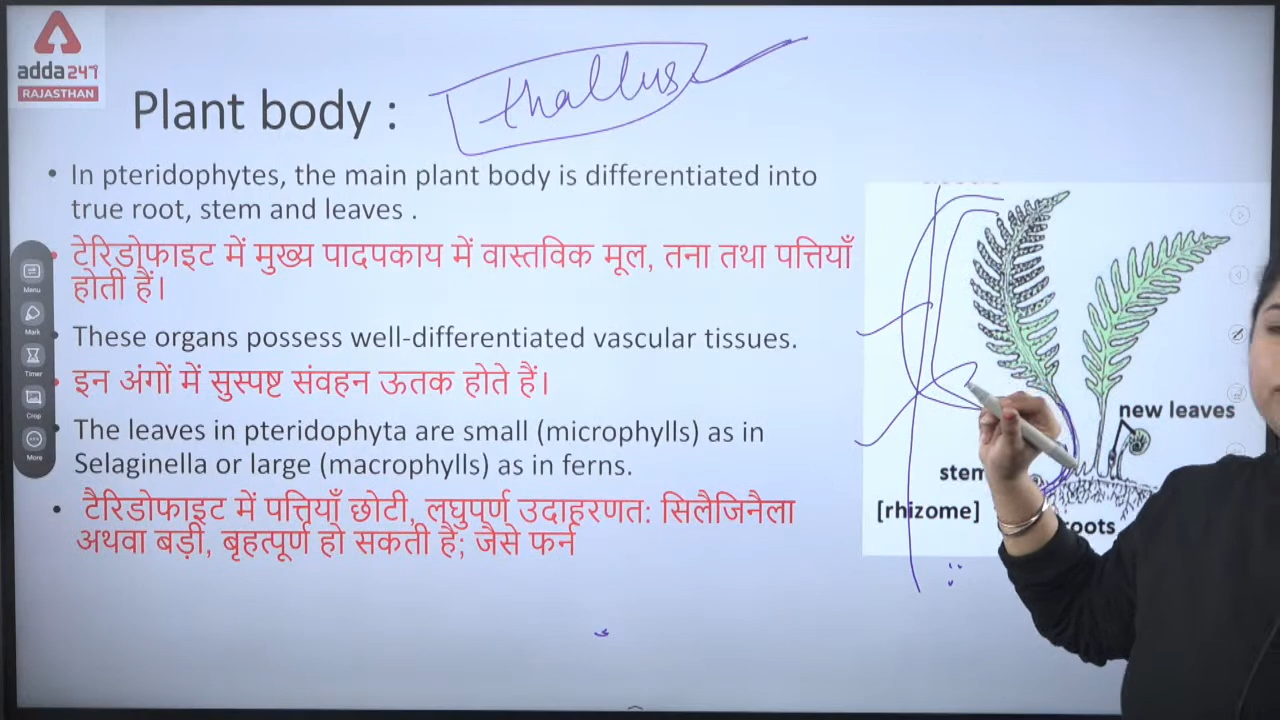 adda247
RAJASTHAN
thallus
Plant body :
• In pteridophytes, the main plant body is differentiated into
true root, stem and leaves .
• टेरिडोफाइट में मुख्य पादपकाय में वास्तविक मूल, तना तथा पत्तियाँ
होती हैं।
• These organs possess well-differentiated vascular tissues.
• इन अंगों में सुस्पष्ट संवहन ऊतक होते हैं।
• The leaves in pteridophyta are small (microphylls) as in
Selaginella or large (macrophylls) as in ferns.
• टैरिडोफाइट में पत्तियाँ छोटी, लघुपर्ण उदाहरणत: सिलैजिनैला
अथवा बड़ी, बृहत्पूर्ण हो सकती है; जैसे फर्न
new leaves
stem
[rhizome]
roots
Menu
Mark
Timer
Crop
More